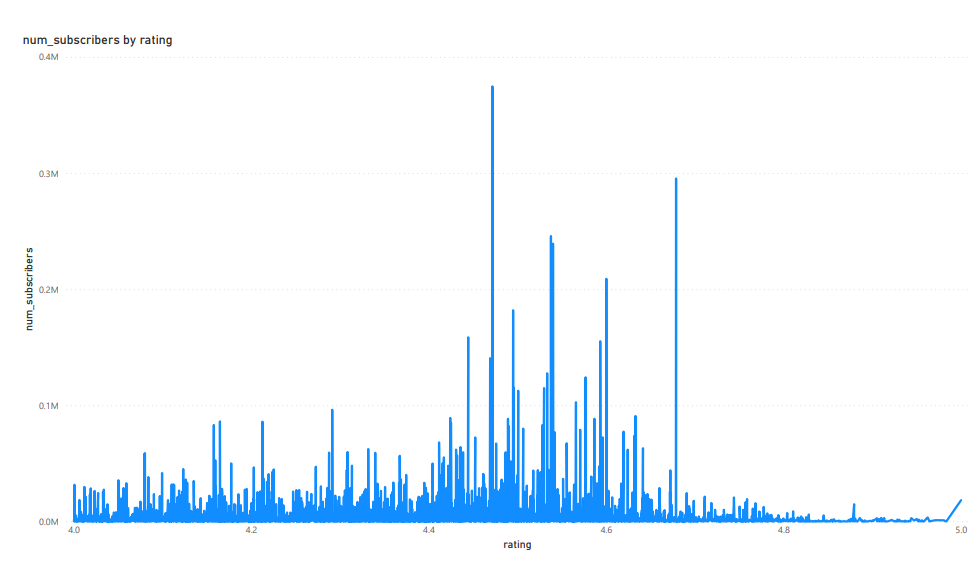 num_subscribers by rating
0.4M
0.3M
0.2M
0.1M
0.0M
num_subscribers
4.0 4.2 4.4 4.6 4.8 5.0
rating